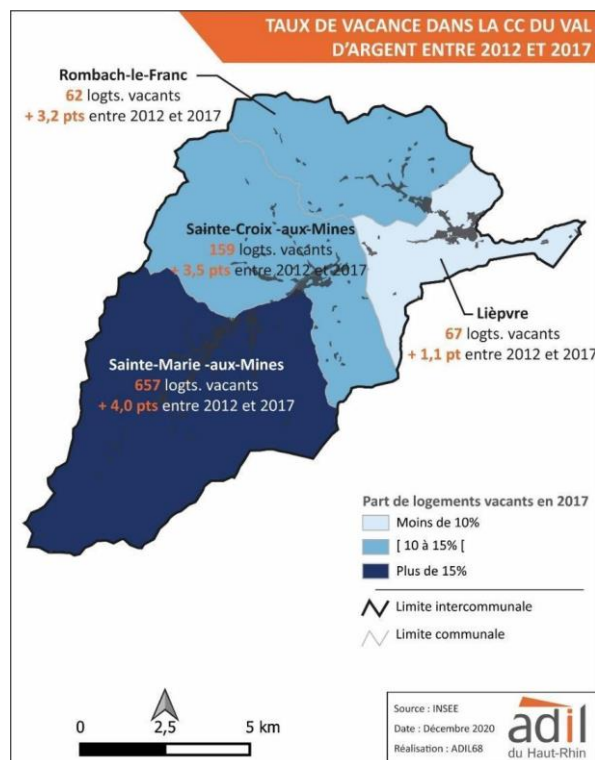 TAUX DE VACANCE DANS LA CC DU VAL
D'ARGENT ENTRE 2012 ET 2017
Rombach-le-Franc
62 logts. vacants
+ 3,2 pts entre 2012 et 2017
Sainte-Croix -aux-Mines
159 logts. vacants
+ 3,5 pts entre 2012 et 2017
Lièpvre
67 logts. vacants
+ 1,1 pt entre 2012 et 2017
Sainte-Marie -aux-Mines
657 logts. vacants
+ 4,0 pts entre 2012 et 2017
Part de logements vacants en 2017
Moins de 10%
[ 10 à 15% [
Plus de 15%
Limite intercommunale
Limite communale
0 2,5 5 km
Source : INSEE
Date : Décembre 2020
Réalisation : ADIL68
adil
du Haut-Rhin